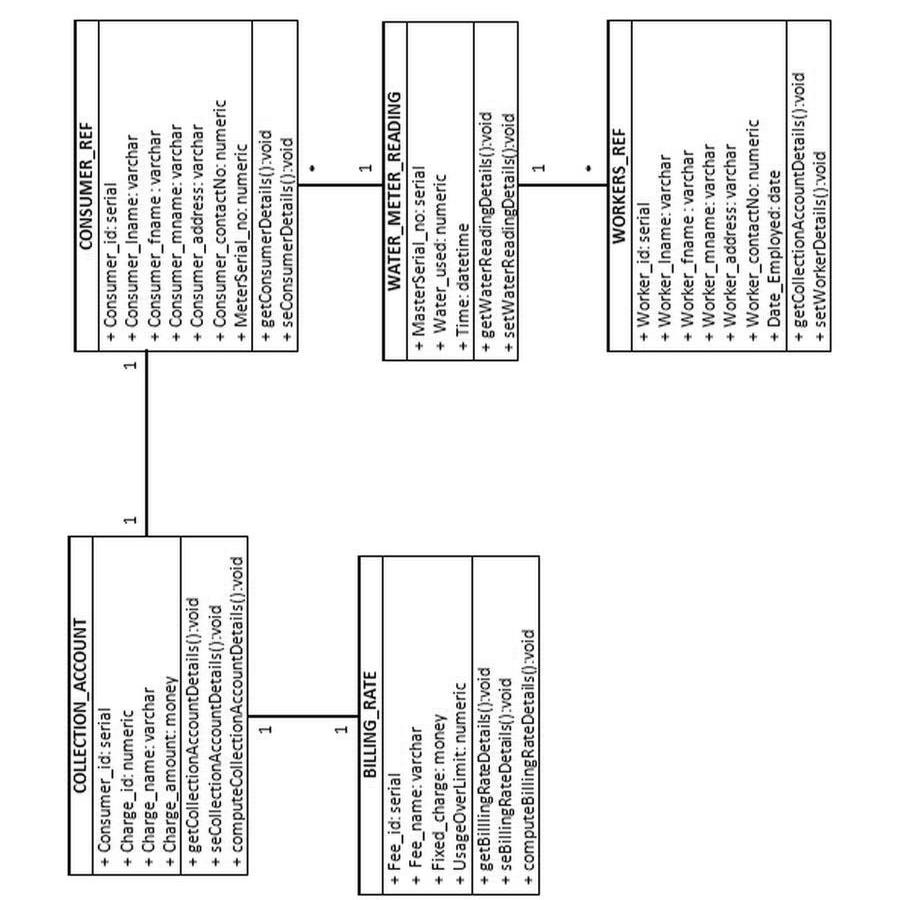 COLLECTION_ACCOUNT
+ Consumer_id: serial
+ Charge_id: numeric
+ Charge_name: varchar
+ Charge_amount: money
+ getCollectionAccountDetails():void
+ seCollectionAccountDetails():void
+ computeCollectionAccountDetails():void
1
1
CONSUMER_REF
+ Consumer_id: serial
+ Consumer_lname: varchar
+ Consumer_fname : varchar
+ Consumer_mname: varchar
+ Consumer_address: varchar
+ Consumer_contactNo: numeric
+ MeterSerial_no: numeric
+ getConsumerDetails():void
+ seConsumerDetails():void
1
1
BILLING_RATE
+ Fee_id: serial
+ Fee_name: varchar
+ Fixed_charge: money
+ UsageOverLimit: numeric
+ getBilllingRateDetails():void
+ seBilllingRateDetails():void
+ computeBillingRateDetails():void
*
1
WATER_METER_READING
+ MasterSerial_no: serial
+ Water_used: numeric
+ Time: datetime
+ getWaterReadingDetails():void
+ setWaterReadingDetails():void
1
*
WORKERS_REF
+ Worker_id: serial
+ Worker_lname: varchar
+ Worker_fname : varchar
+ Worker_mname: varchar
+ Worker_address: varchar
+ Worker_contactNo: numeric
+ Date_Employed: date
+ getCollectionAccountDetails():void
+ setWorkerDetails():void